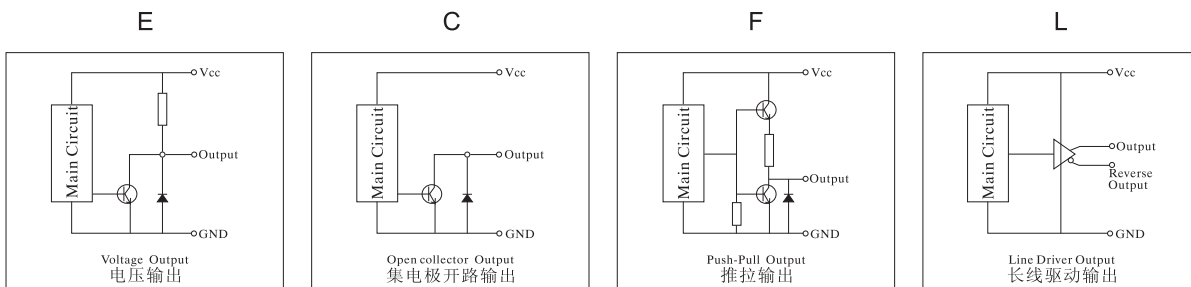 E
C
F
L
Main Circuit
Vcc
Output
GND
Voltage Output
电压输出
Main Circuit
Vcc
Output
GND
Open collector Output
集电极开路输出
Main Circuit
Vcc
Output
GND
Push-Pull Output
推拉输出
Main Circuit
Vcc
Output
Reverse
Output
GND
Line Driver Output
长线驱动输出